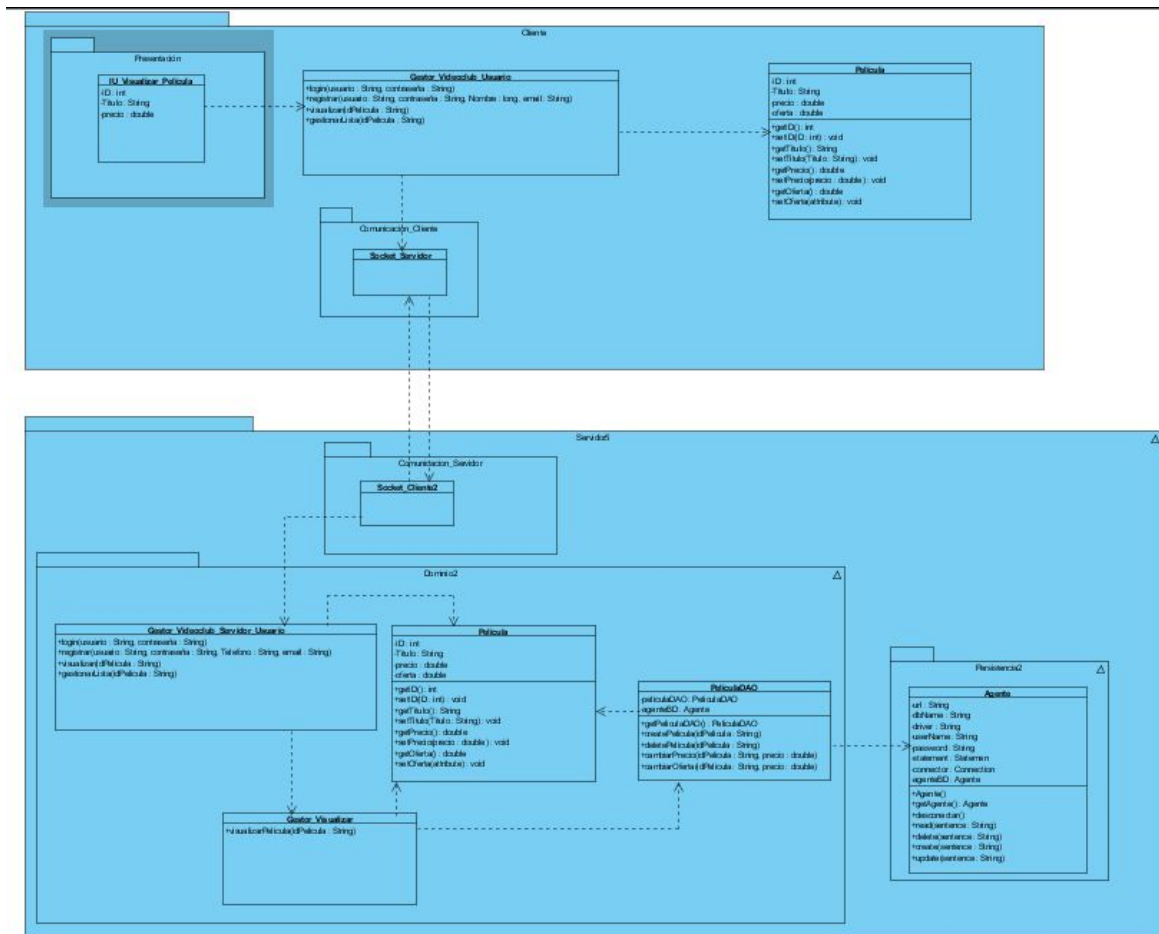 Cliente
Presentación
IU_Visualizar_Pelicula
-ID : int
-Titulo : String
-precio : double
Gestor_Videoclub_Usuario
+login(usuario : String, contraseña : String)
+registrar(usuario : String, contraseña : String, Nombre : long, email : String)
+visualizar(idPelicula : String)
+gestionarLista(idPelicula : String)
Pelicula
-ID : int
-Titulo : String
-precio : double
-oferta : double
+getID() : int
+setID(ID : int) : void
+getTitulo() : String
+setTitulo(Titulo : String) : void
+getPrecio() : double
+setPrecio(precio : double) : void
+getOferta() : double
+setOferta(attribute) : void
Comunicacion_Cliente
Socket_Servidor
Servidor5
Comunidacion_Servidor
Socket_Cliente2
Dominio2
Gestor_Videoclub_Servidor_Usuario
+login(usuario : String, contraseña : String)
+registrar(usuario : String, contraseña : String, Telefono : String, email : String)
+visualizar(idPelicula : String)
+gestionarLista(idPelicula : String)
Pelicula
-ID : int
-Titulo : String
-precio : double
-oferta : double
+getID() : int
+setID(ID : int) : void
+getTitulo() : String
+setTitulo(Titulo : String) : void
+getPrecio() : double
+setPrecio(precio : double) : void
+getOferta() : double
+setOferta(attribute) : void
PeliculaDAO
-peliculaDAO : PeliculaDAO
-agenteBD : Agente
+getPeliculaDAO() : PeliculaDAO
+createPelicula(idPelicula : String)
+deletePelicula(idPelicula : String)
+cambiarPrecio(idPelicula : String, precio : double)
+cambiarOferta(idPelicula : String, precio : double)
Persistencia2
Agente
-url : String
-dbName : String
-driver : String
-userName : String
-password : String
-statement : Statemen
-connector : Connection
-agenteBD : Agente
+Agente()
+getAgente() : Agente
+desconectar()
+read(sentence : String)
+delete(sentence : String)
+create(sentence : String)
+update(sentence : String)
Gestor_Visualizar
+visualizarPelicula(idPelicula : String)